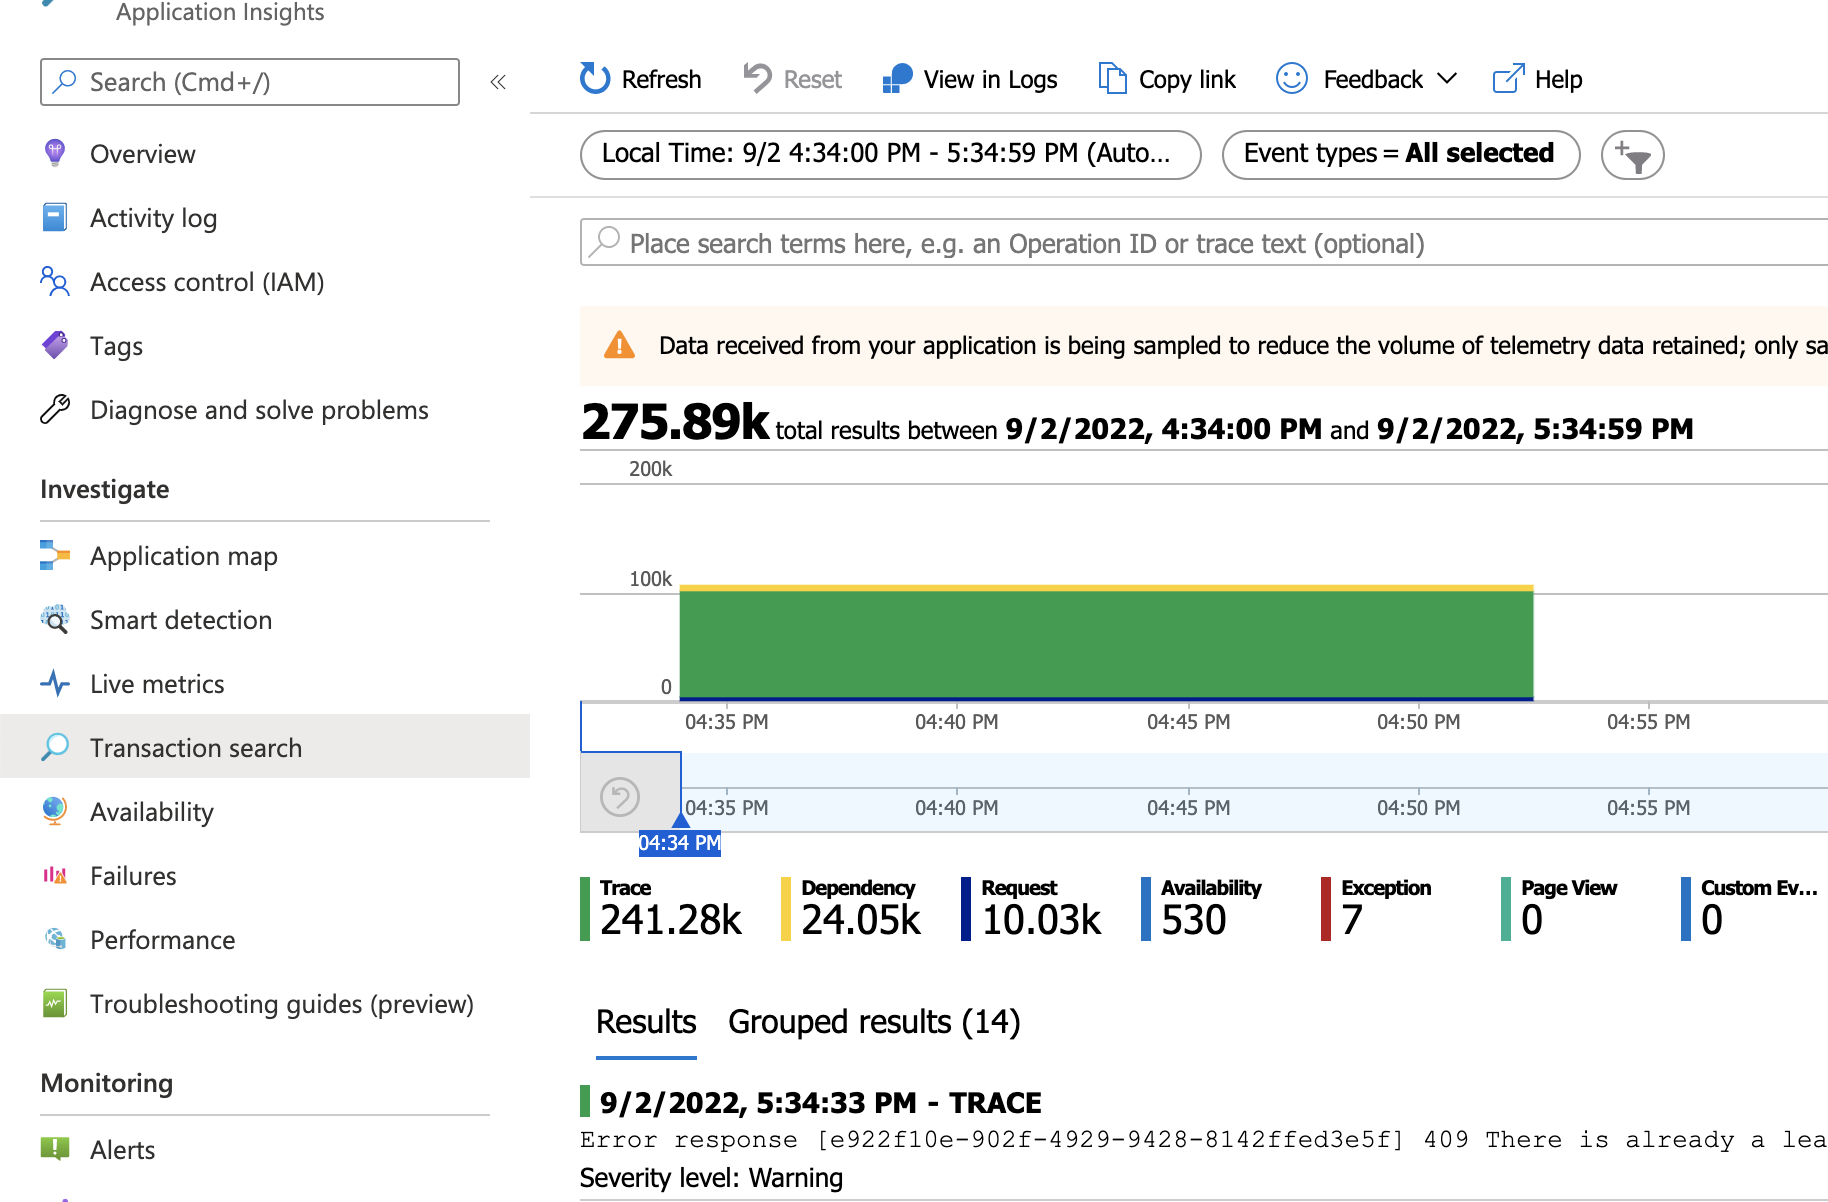 Application Insights
Search (Cmd+/)
«
Overview
Activity log
Access control (IAM)
Tags
Diagnose and solve problems
Investigate
Application map
Smart detection
Live metrics
Transaction search
Availability
Failures
Performance
Troubleshooting guides (preview)
Monitoring
Alerts
Refresh Reset View in Logs Copy link Feedback Help
Local Time: 9/2 4:34:00 PM - 5:34:59 PM (Auto... Event types = All selected
Place search terms here, e.g. an Operation ID or trace text (optional)
Data received from your application is being sampled to reduce the volume of telemetry data retained; only sa
275.89k total results between 9/2/2022, 4:34:00 PM and 9/2/2022, 5:34:59 PM
200k
100k
0
04:35 PM 04:40 PM 04:45 PM 04:50 PM 04:55 PM
04:35 PM 04:40 PM 04:45 PM 04:50 PM 04:55 PM
04:34 PM
Trace Dependency Request Availability Exception Page View Custom Ev...
241.28k 24.05k 10.03k 530 7 0 0
Results Grouped results (14)
9/2/2022, 5:34:33 PM - TRACE
Error response [e922f10e-902f-4929-9428-8142ffed3e5f] 409 There is already a lea
Severity level: Warning